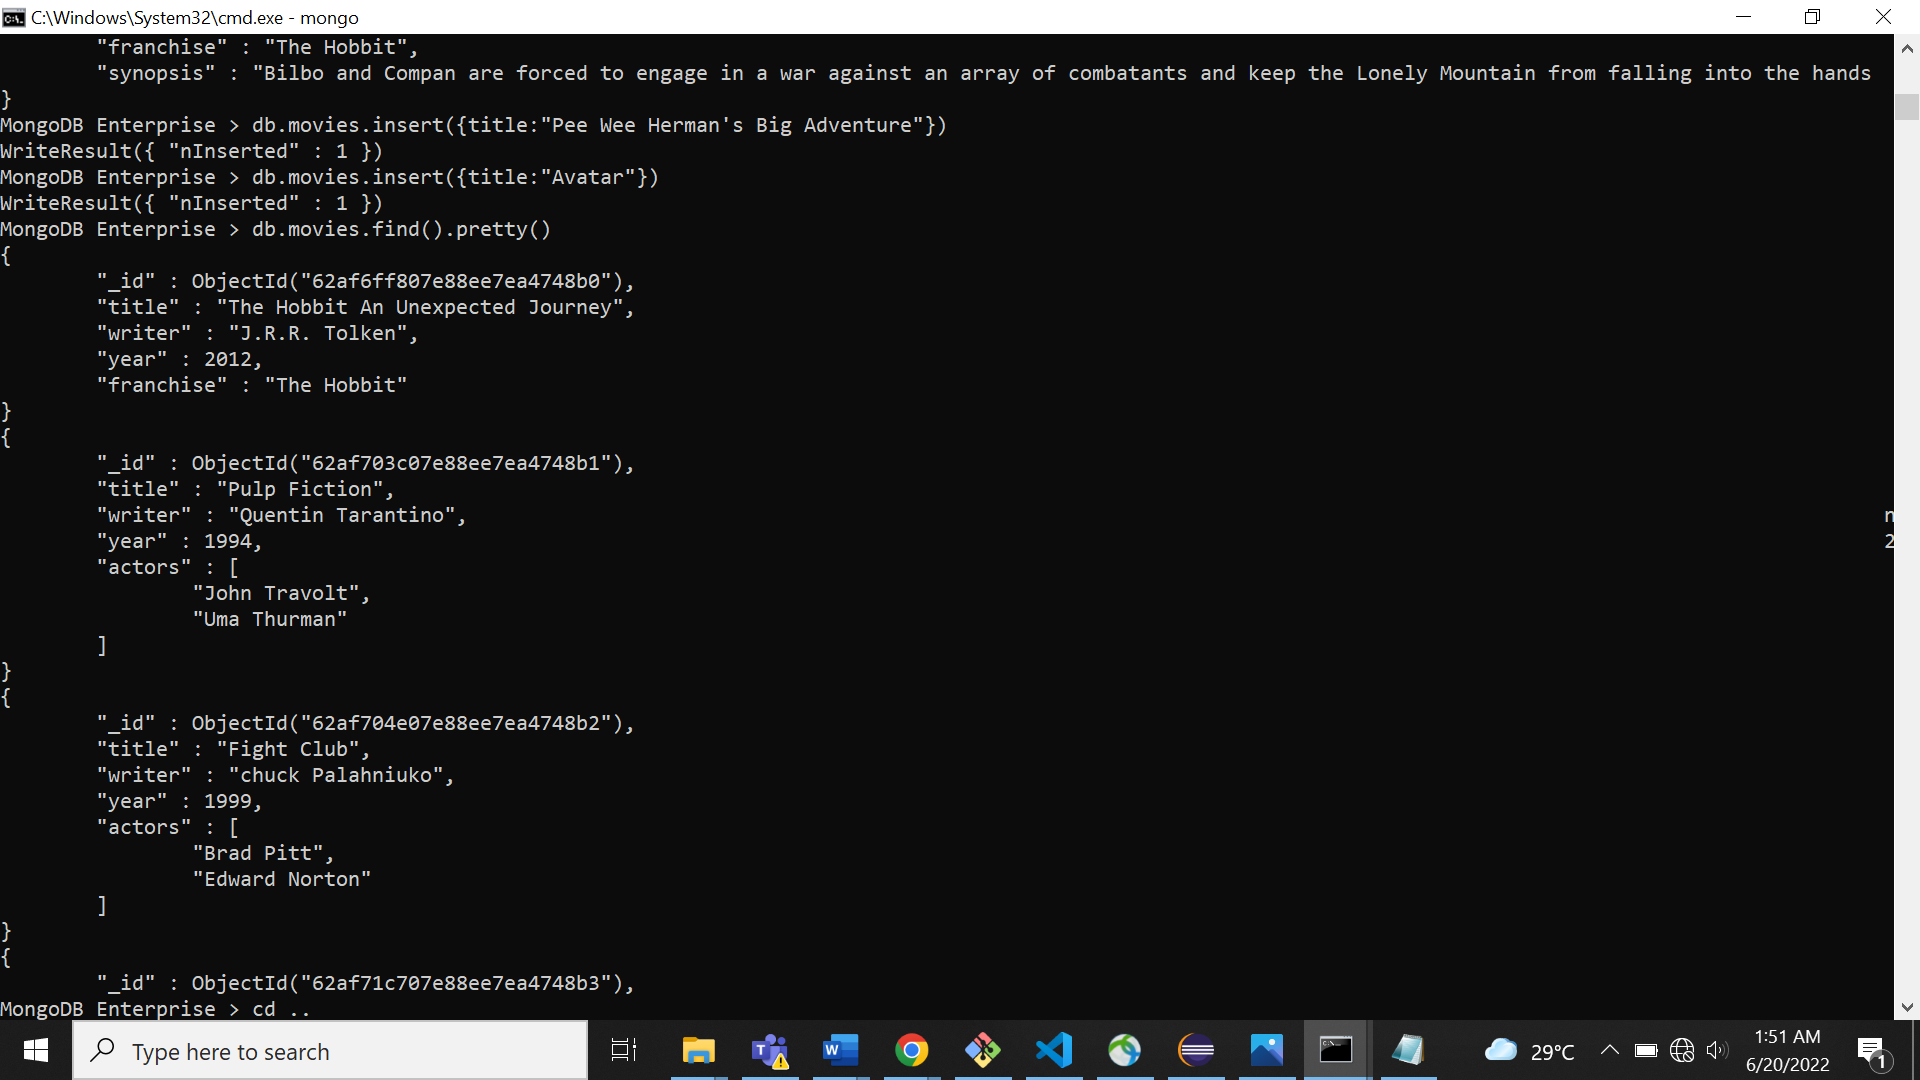 C:\Windows\System32\cmd.exe - mongo
"franchise" : "The Hobbit",
"synopsis" : "Bilbo and Compan are forced to engage in a war against an array of combatants and keep the Lonely Mountain from falling into the hands
}
MongoDB Enterprise > db.movies.insert({title:"Pee Wee Herman's Big Adventure"})
WriteResult({ "nInserted" : 1 })
MongoDB Enterprise > db.movies.insert({title:"Avatar"})
WriteResult({ "nInserted" : 1 })
MongoDB Enterprise > db.movies.find().pretty()
{
"_id" : ObjectId("62af6ff807e88ee7ea4748b0"),
"title" : "The Hobbit An Unexpected Journey",
"writer" : "J.R.R. Tolken",
"year" : 2012,
"franchise" : "The Hobbit"
}
{
"_id" : ObjectId("62af703c07e88ee7ea4748b1"),
"title" : "Pulp Fiction",
"writer" : "Quentin Tarantino",
"year" : 1994,
"actors" : [
"John Travolt",
"Uma Thurman"
]
}
{
"_id" : ObjectId("62af704e07e88ee7ea4748b2"),
"title" : "Fight Club",
"writer" : "chuck Palahniuko",
"year" : 1999,
"actors" : [
"Brad Pitt",
"Edward Norton"
]
}
{
"_id" : ObjectId("62af71c707e88ee7ea4748b3"),
MongoDB Enterprise > cd ..
n
2
Type here to search
29°C
1:51 AM
6/20/2022
1